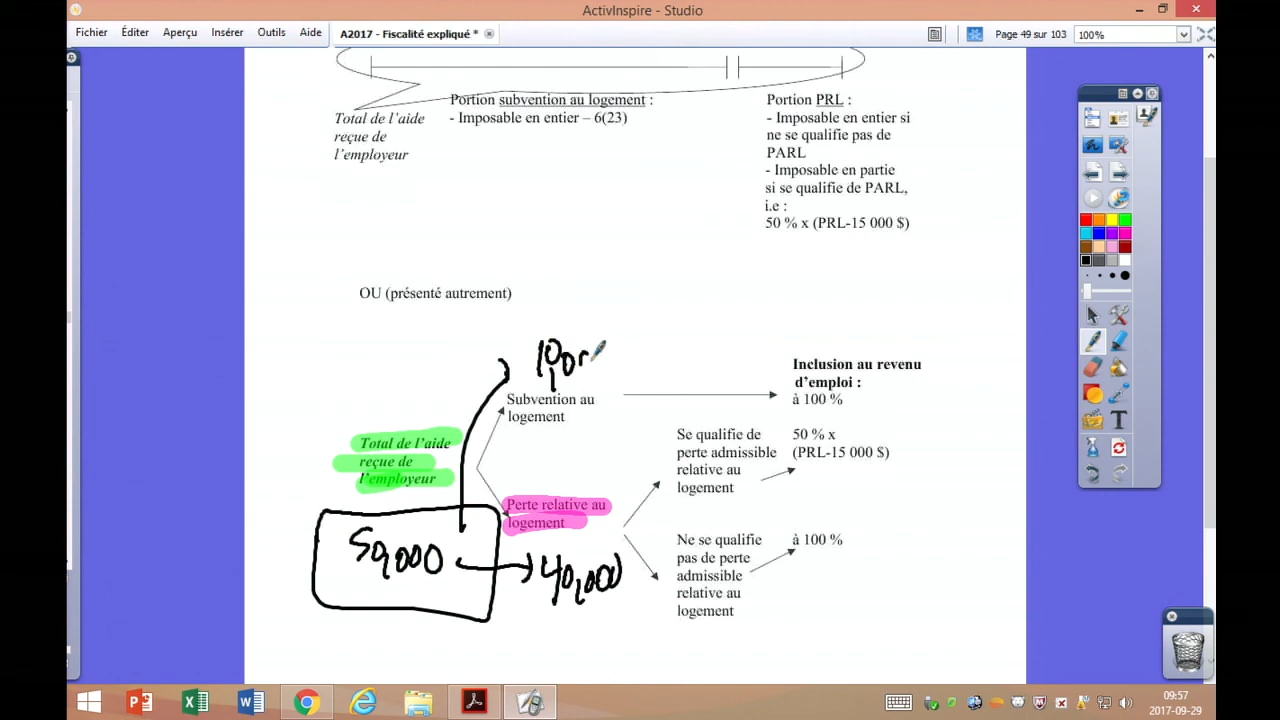 ActivInspire - Studio
Fichier Éditer Aperçu Insérer Outils Aide
A2017 - Fiscalité expliqué *
Page 49 sur 103
100%
Total de l'aide
reçue de
l'employeur
Portion subvention au logement :
- Imposable en entier – 6(23)
Portion PRL :
- Imposable en entier si
ne se qualifie pas de
PARL
- Imposable en partie
si se qualifie de PARL,
i.e :
50 % x (PRL-15 000 $)
OU (présenté autrement)
Inclusion au revenu
d'emploi :
à 100 %
Subvention au
logement
Total de l'aide
reçue de
l'employeur
Se qualifie de
perte admissible
relative au
logement
50 % x
(PRL-15 000 $)
Perte relative au
logement
50,000
40,000
Ne se qualifie
pas de perte
admissible
relative au
logement
à 100 %
09:57
2017-09-29